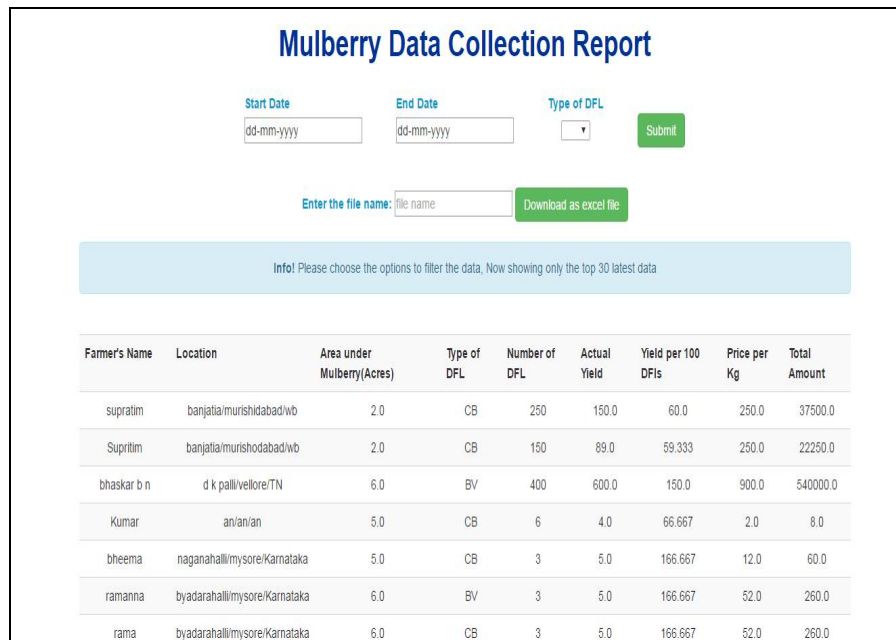 Mulberry Data Collection Report
Start Date End Date Type of DFL
dd-mm-yyyy dd-mm-yyyy Submit
Enter the file name: file name Download as excel file
Info! Please choose the options to filter the data, Now showing only the top 30 latest data
Farmer's Name Location Area under Mulberry(Acres) Type of DFL Number of DFL Actual Yield Yield per 100 DFls Price per Kg Total Amount
supratim banjatia/murishidabad/wb 2.0 CB 250 150.0 60.0 250.0 37500.0
Supritim banjatia/murishodabad/wb 2.0 CB 150 89.0 59.333 250.0 22250.0
bhaskar b n d k palli/vellore/TN 6.0 BV 400 600.0 150.0 900.0 540000.0
Kumar an/an/an 5.0 CB 6 4.0 66.667 2.0 8.0
bheema naganahalli/mysore/Karnataka 5.0 CB 3 5.0 166.667 12.0 60.0
ramanna byadarahalli/mysore/Karnataka 6.0 BV 3 5.0 166.667 52.0 260.0
rama byadarahalli/mysore/Karnataka 6.0 CB 3 5.0 166.667 52.0 260.0